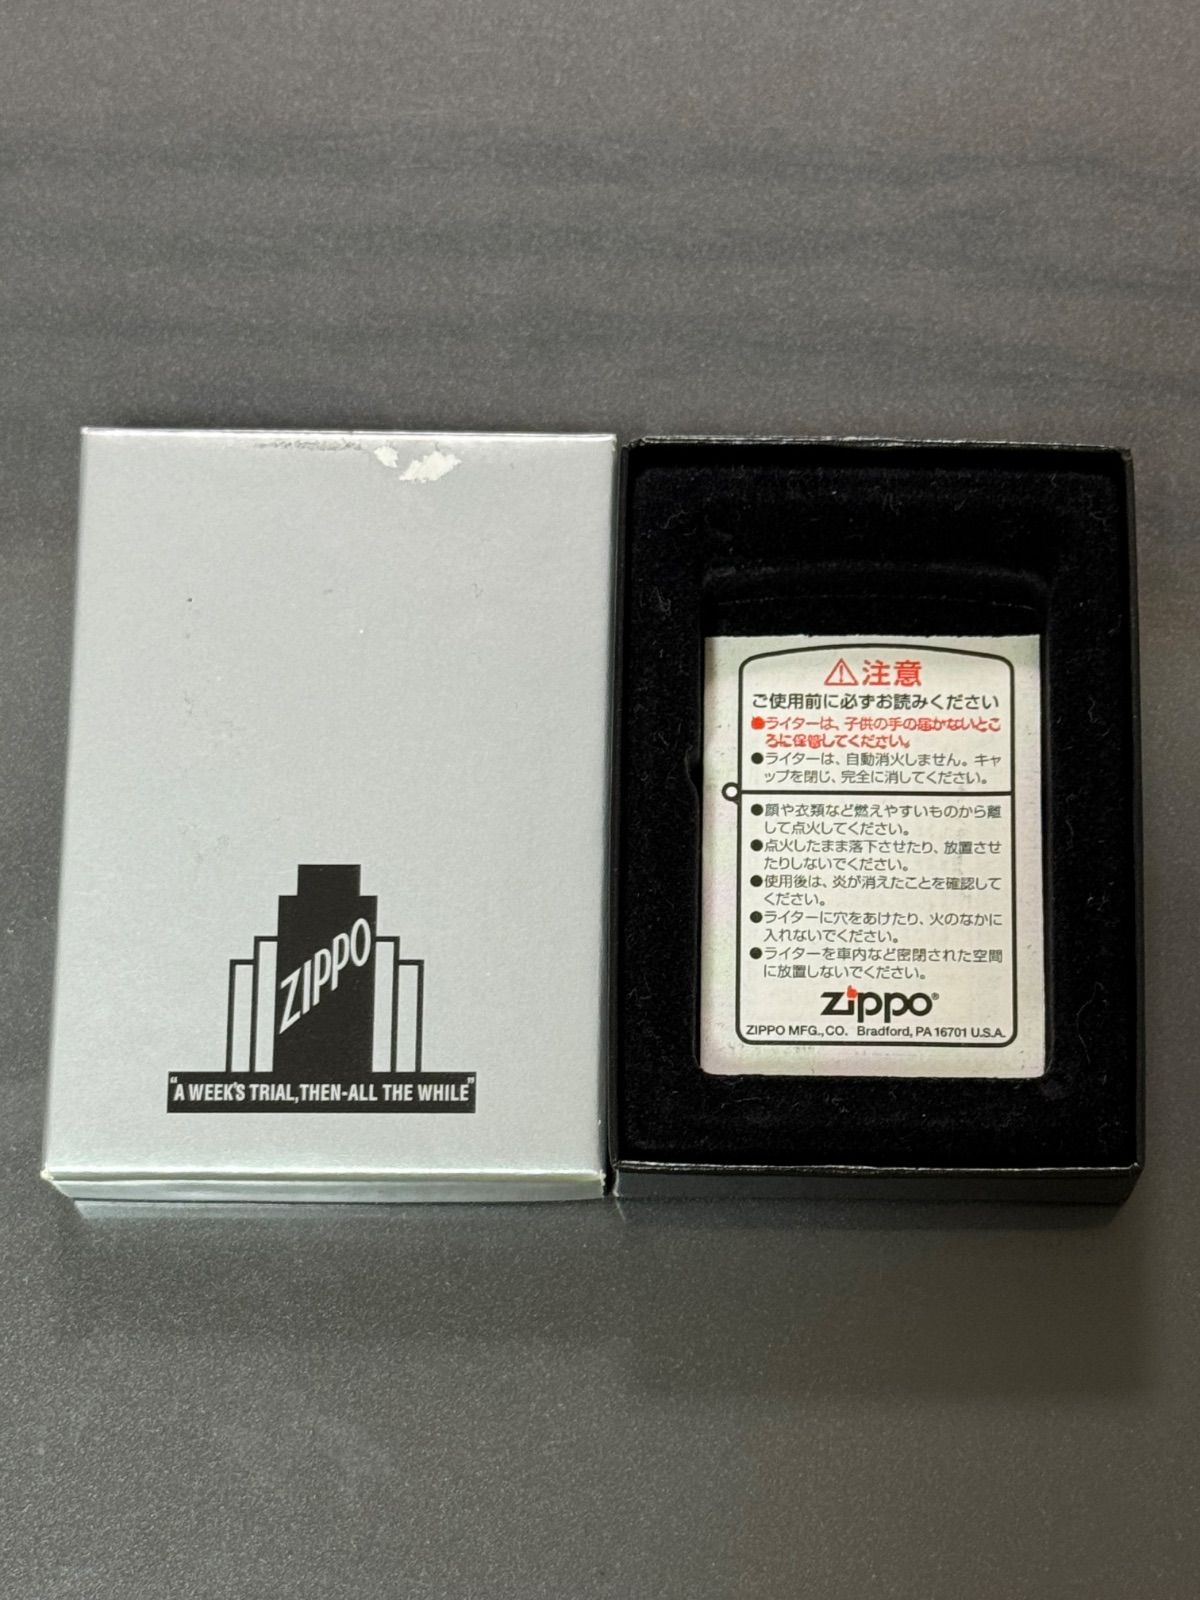 ZIPPO
"A WEEK'S TRIAL,THEN-ALL THE WHILE"
⚠注意
ご使用前に必ずお読みください
●ライターは、子供の手の届かないとこ
ろに保管してください。
●ライターは、自動消火しません。キャ
ップを閉じ、完全に消してください。
●顔や衣類など燃えやすいものから離
して点火してください。
●点火したまま落下させたり、放置させ
たりしないでください。
●使用後は、炎が消えたことを確認して
ください。
●ライターに穴をあけたり、火のなかに
入れないでください。
●ライターを車内など密閉された空間
に放置しないでください。
Zippo®
ZIPPO MFG.,CO. Bradford, PA 16701 U.S.A.